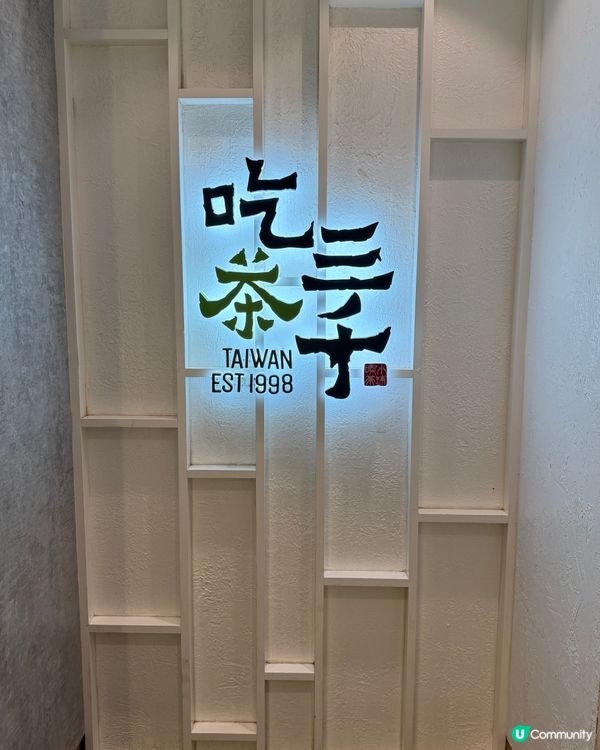 吃茶
三千
TAIWAN
EST 1998
U Community